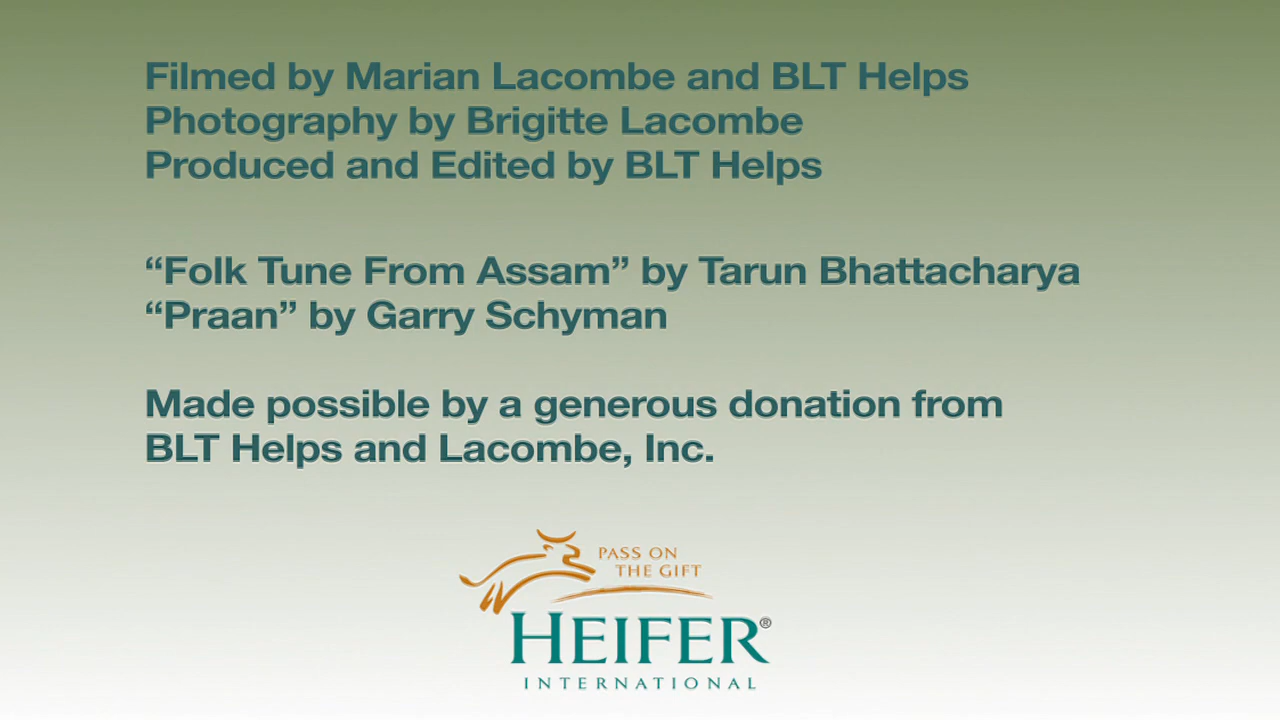 Filmed by Marian Lacombe and BLT Helps
Photography by Brigitte Lacombe
Produced and Edited by BLT Helps
“Folk Tune From Assam” by Tarun Bhattacharya
“Praan” by Garry Schyman
Made possible by a generous donation from
BLT Helps and Lacombe, Inc.
PASS ON
THE GIFT
HEIFER®
INTERNATIONAL